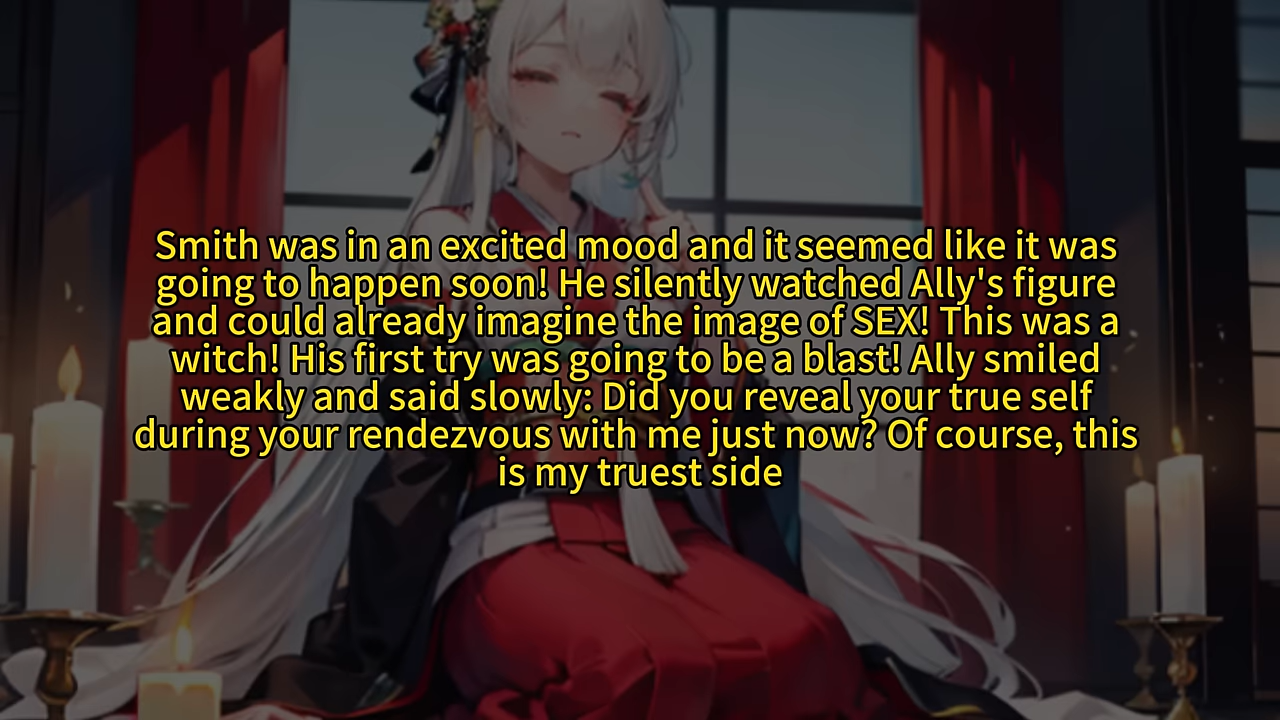 Smith was in an excited mood and it seemed like it was
going to happen soon! He silently watched Ally's figure
and could already imagine the image of SEX! This was a
witch! His first try was going to be a blast! Ally smiled
weakly and said slowly: Did you reveal your true self
during your rendezvous with me just now? Of course, this
is my truest side